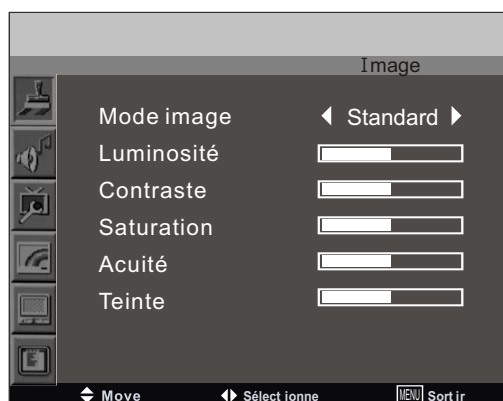 Image
Mode image Standard
Luminosité
Contraste
Saturation
Acuité
Teinte
Move Sélect ionne MENU Sort ir